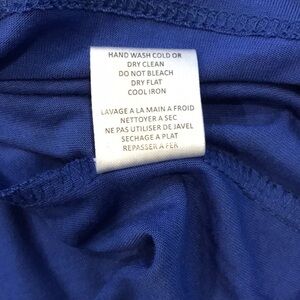 HAND WASH COLD OR
DRY CLEAN
DO NOT BLEACH
DRY FLAT
COOL IRON
LAVAGE A LA MAIN A FROID
NETTOYER A SEC
NE PAS UTILISER DE JAVEL
SECHAGE A PLAT
REPASSER A FER